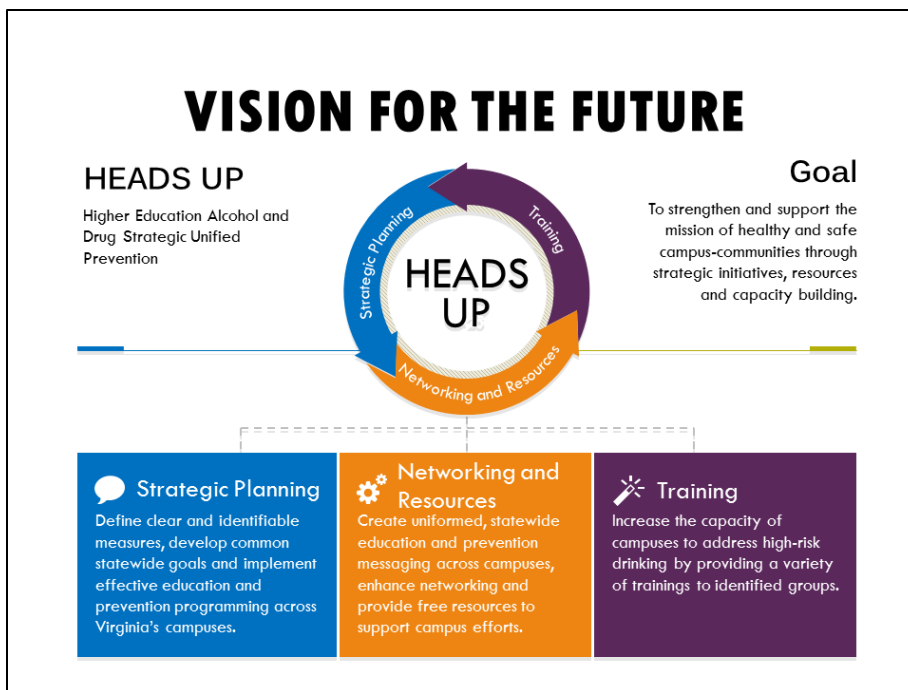 VISION FOR THE FUTURE
HEADS UP
Higher Education Alcohol and
Drug Strategic Unified
Prevention
Strategic Planning
Training
Networking and Resources
HEADS
UP
Goal
To strengthen and support the
mission of healthy and safe
campus-communities through
strategic initiatives, resources
and capacity building.
Strategic Planning
Define clear and identifiable
measures, develop common
statewide goals and implement
effective education and
prevention programming across
Virginia's campuses.
Networking and
Resources
Create uniformed, statewide
education and prevention
messaging across campuses,
enhance networking and
provide free resources to
support campus efforts.
Training
Increase the capacity of
campuses to address high-risk
drinking by providing a variety
of trainings to identified groups.